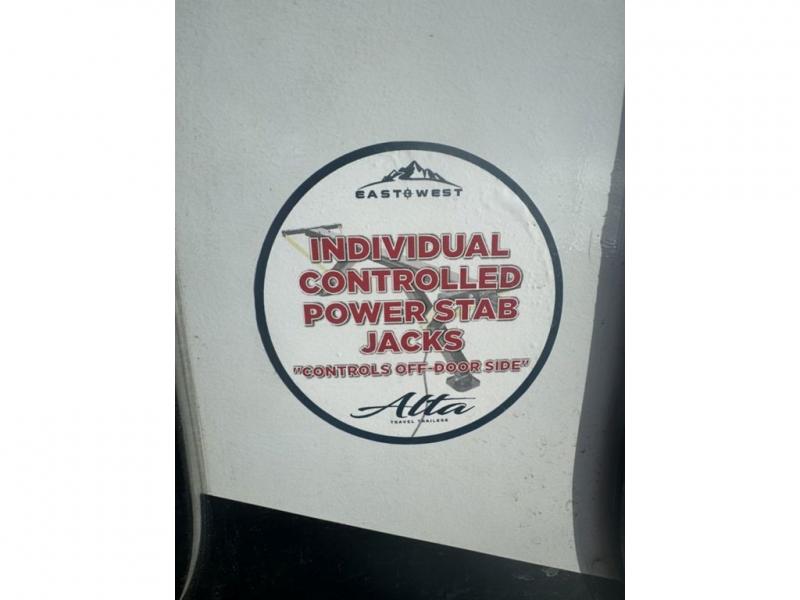 EAST WEST
INDIVIDUAL
CONTROLLED
POWER STAB
JACKS
"CONTROLS OFF-DOOR SIDE"
Alta
TRAVEL TRAILERS